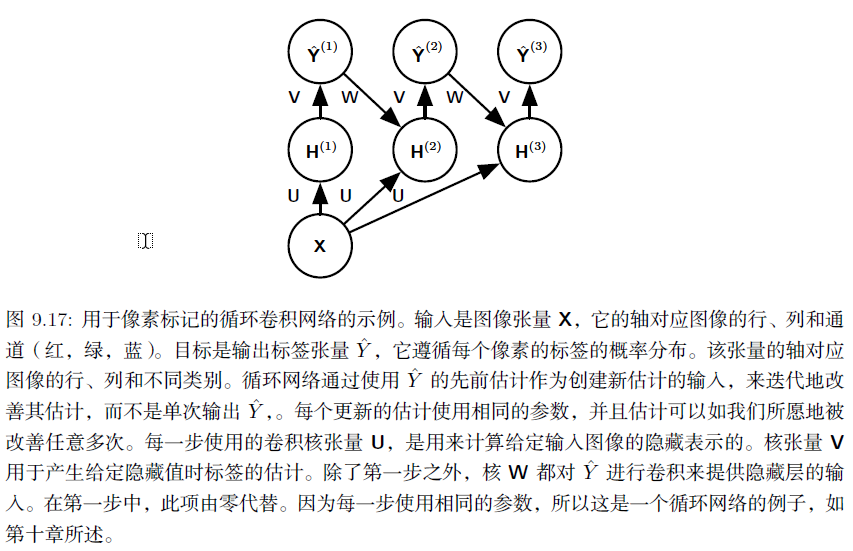 Ŷ(1) Ŷ(2) Ŷ(3)
V W V W V
H(1) H(2) H(3)
U U U
X
图 9.17: 用于像素标记的循环卷积网络的示例。输入是图像张量 X，它的轴对应图像的行、列和通
道（红，绿，蓝）。目标是输出标签张量 Ŷ，它遵循每个像素的标签的概率分布。该张量的轴对应
图像的行、列和不同类别。循环网络通过使用 Ŷ 的先前估计作为创建新估计的输入，来迭代地改
善其估计，而不是单次输出 Ŷ,。每个更新的估计使用相同的参数，并且估计可以如我们所愿地被
改善任意多次。每一步使用的卷积核张量 U，是用来计算给定输入图像的隐藏表示的。核张量 V
用于产生给定隐藏值时标签的估计。除了第一步之外，核 W 都对 Ŷ 进行卷积来提供隐藏层的输
入。在第一步中，此项由零代替。因为每一步使用相同的参数，所以这是一个循环网络的例子，如
第十章所述。